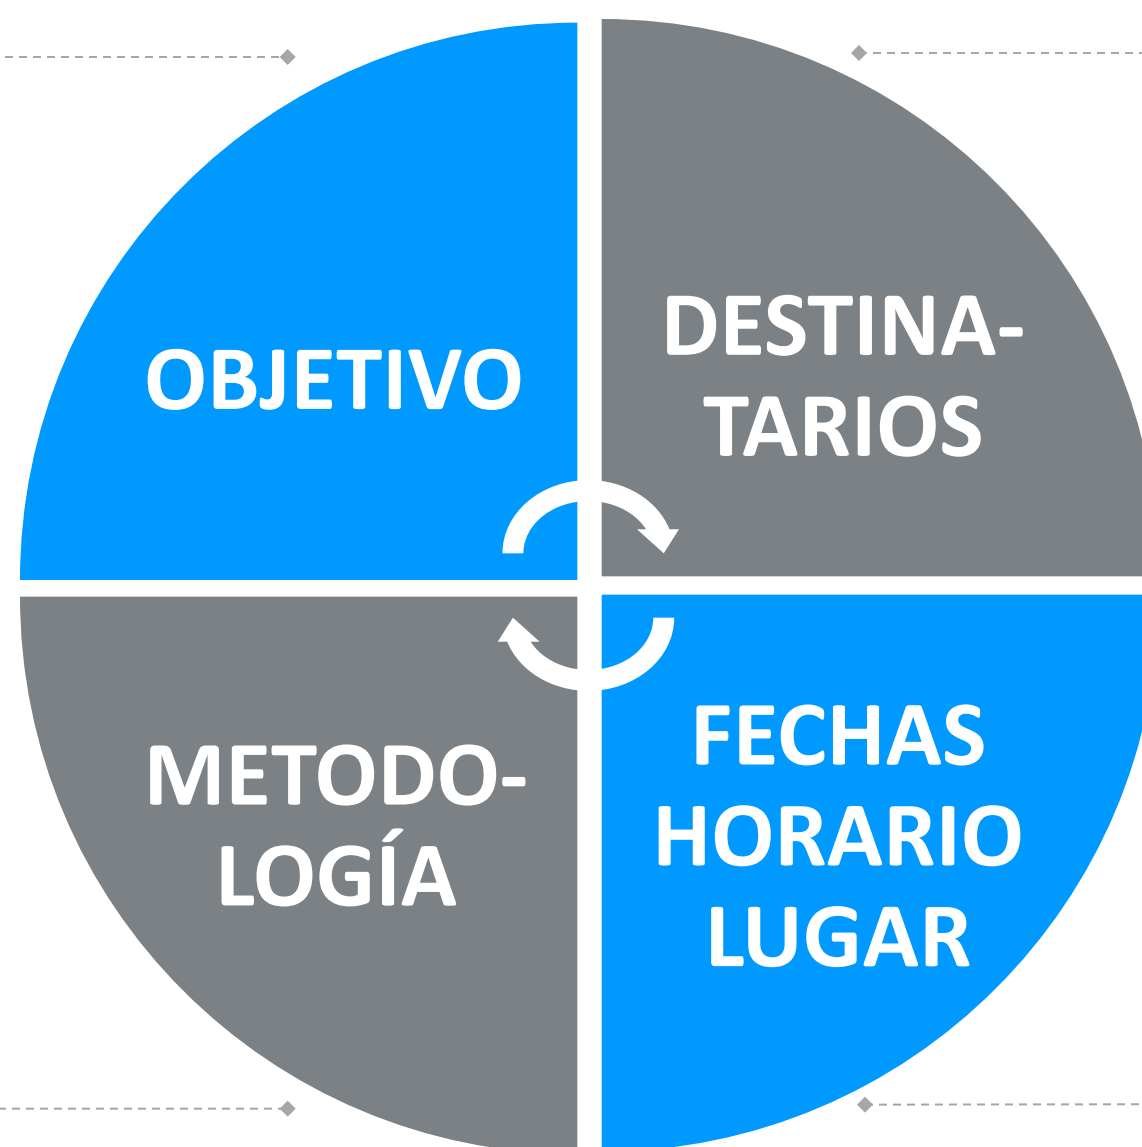 OBJETIVO
DESTINA-
TARIOS
METODO-
LOGÍA
FECHAS
HORARIO
LUGAR